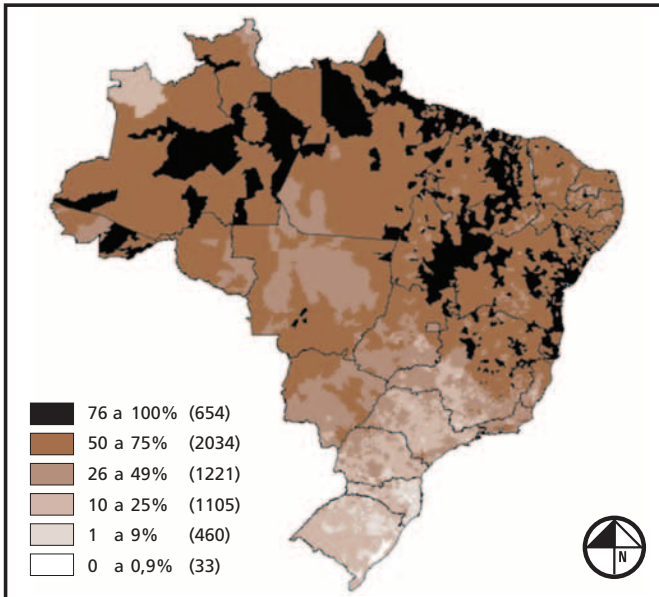 76 a 100% (654)
50 a 75% (2034)
26 a 49% (1221)
10 a 25% (1105)
1 a 9% (460)
0 a 0,9% (33)
N